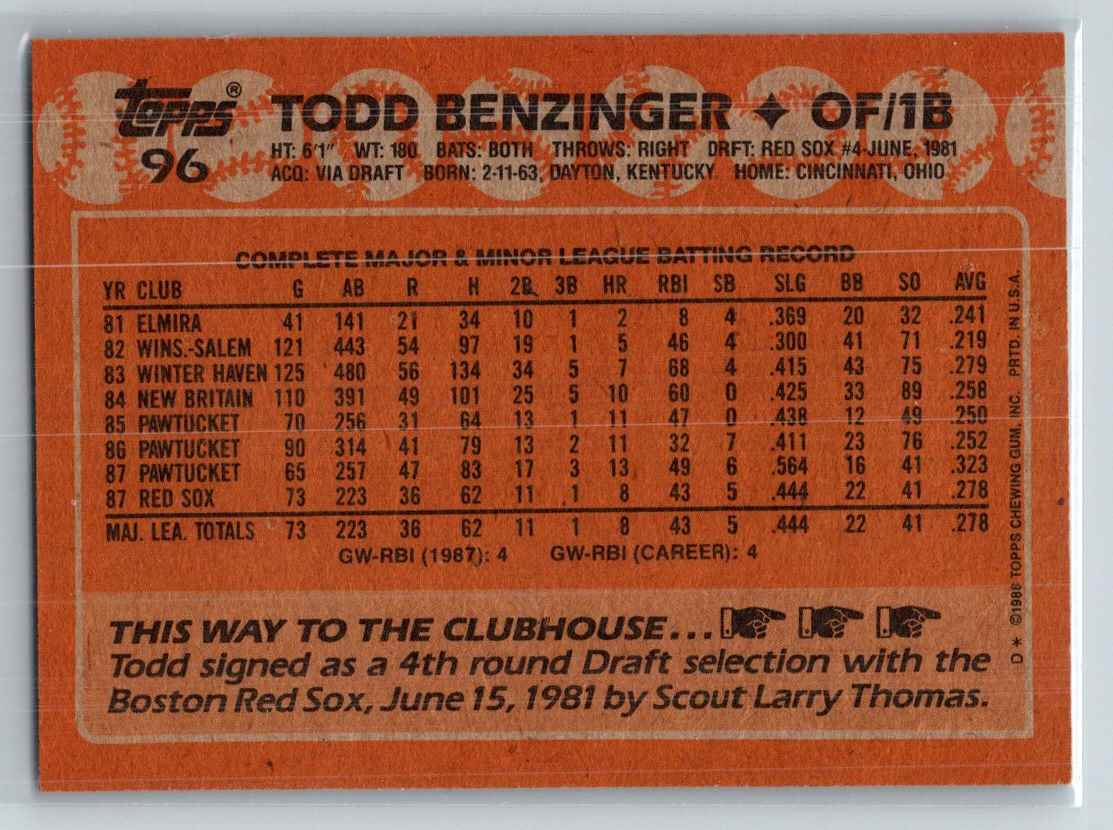 topps® TODD BENZINGER ✦ OF/1B
96 HT: 6'1" WT: 180 BATS: BOTH THROWS: RIGHT DRFT: RED SOX #4-JUNE, 1981
ACQ: VIA DRAFT BORN: 2-11-63, DAYTON, KENTUCKY HOME: CINCINNATI, OHIO
COMPLETE MAJOR & MINOR LEAGUE BATTING RECORD
YR CLUB G AB R H 2B 3B HR RBI SB SLG BB SO AVG
81 ELMIRA 41 141 21 34 10 1 2 8 4 .369 20 32 .241
82 WINS.-SALEM 121 443 54 97 19 1 5 46 4 .300 41 71 .219
83 WINTER HAVEN 125 480 56 134 34 5 7 68 4 .415 43 75 .279
84 NEW BRITAIN 110 391 49 101 25 5 10 60 0 .425 33 89 .258
85 PAWTUCKET 70 256 31 64 13 1 11 47 0 .438 12 49 .250
86 PAWTUCKET 90 314 41 79 13 2 11 32 7 .411 23 76 .252
87 PAWTUCKET 65 257 47 83 17 3 13 49 6 .564 16 41 .323
87 RED SOX 73 223 36 62 11 .1 8 43 5 .444 22 41 .278
MAJ. LEA. TOTALS 73 223 36 62 11 1 8 43 5 .444 22 41 .278
GW-RBI (1987): 4 GW-RBI (CAREER): 4
THIS WAY TO THE CLUBHOUSE...
Todd signed as a 4th round Draft selection with the
Boston Red Sox, June 15, 1981 by Scout Larry Thomas.
D * ©1986 TOPPS CHEWING GUM, INC. PRTD. IN U.S.A.